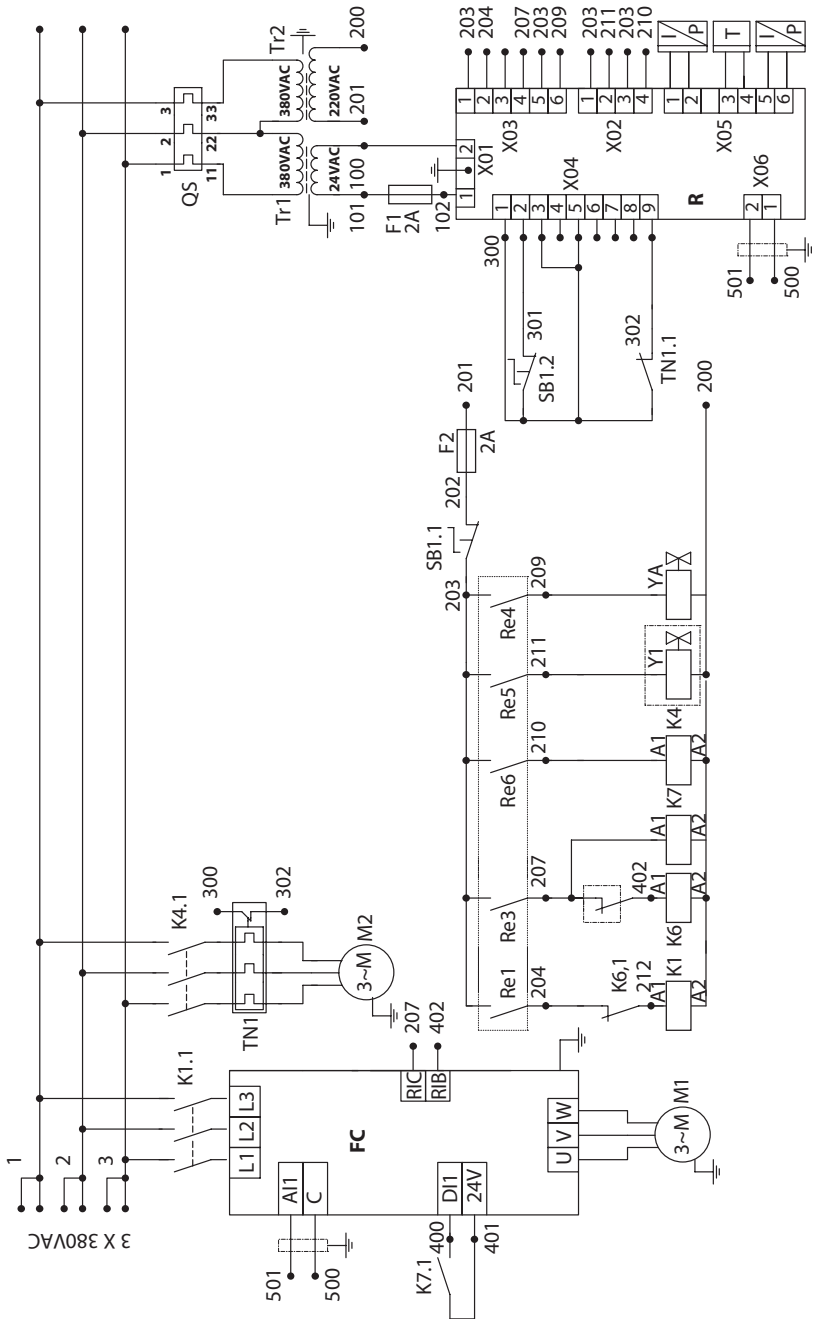 3 X 380VAC
1
2
3
K1.1
L1 L2 L3
AI1
C
501
500
FC
RIC
RIB
207
402
DI1
24V
K7.1
400
401
U V W
3~M M1
K4.1
TN1
300
302
3~M M2
QS
1 2 3
11 22 33
Tr1
380VAC
24VAC
Tr2
380VAC
220VAC
101 100 201 200
F1
2A
102
X01
1 2
X03
1 2 3 4 5 6
203
204
207
203
209
X02
1 2 3 4
203
211
203
210
X05
1 2 3 4 5 6
I/P
T
I/P
X04
1 2 3 4 5 6 7 8 9
R
X06
2 1
501
500
300
301
SB1.2
302
TN1.1
201
F2
2A
202
SB1.1
203
Re1
204
Re3
207
Re6
210
Re5
211
Re4
209
K6,1
212
402
K1
A1
A2
K6
A1
A2
K7
A1
A2
K4
A1
A2
Y1
YA
200